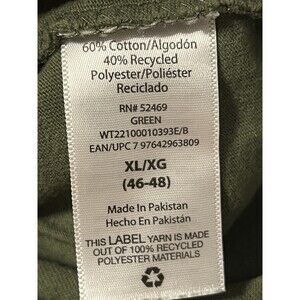 60% Cotton/Algodón
40% Recycled
Polyester/Poliéster
Reciclado
RN# 52469
GREEN
WT22100010393E/B
EAN/UPC 7 97642963809
XL/XG
(46-48)
Made In Pakistan
Hecho En Pakistán
THIS LABEL YARN IS MADE
OUT OF 100% RECYCLED
POLYESTER MATERIALS